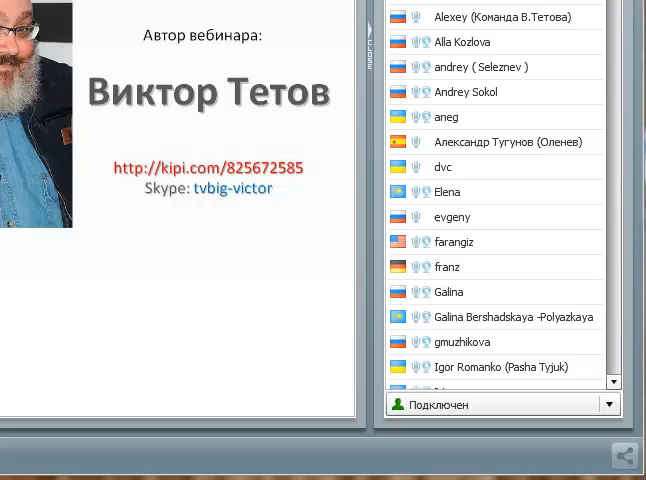 Автор вебинара:
Виктор Тетов
http://kipi.com/825672585
Skype: tvbig-victor
CLOSE
Alexey (Команда В.Тетова)
Alla Kozlova
andrey ( Seleznev )
Andrey Sokol
aneg
Александр Тугунов (Оленев)
dvc
Elena
evgeny
farangiz
franz
Galina
Galina Bershadskaya -Polyazkaya
gmuzhikova
Igor Romanko (Pasha Tyjuk)
Подключен